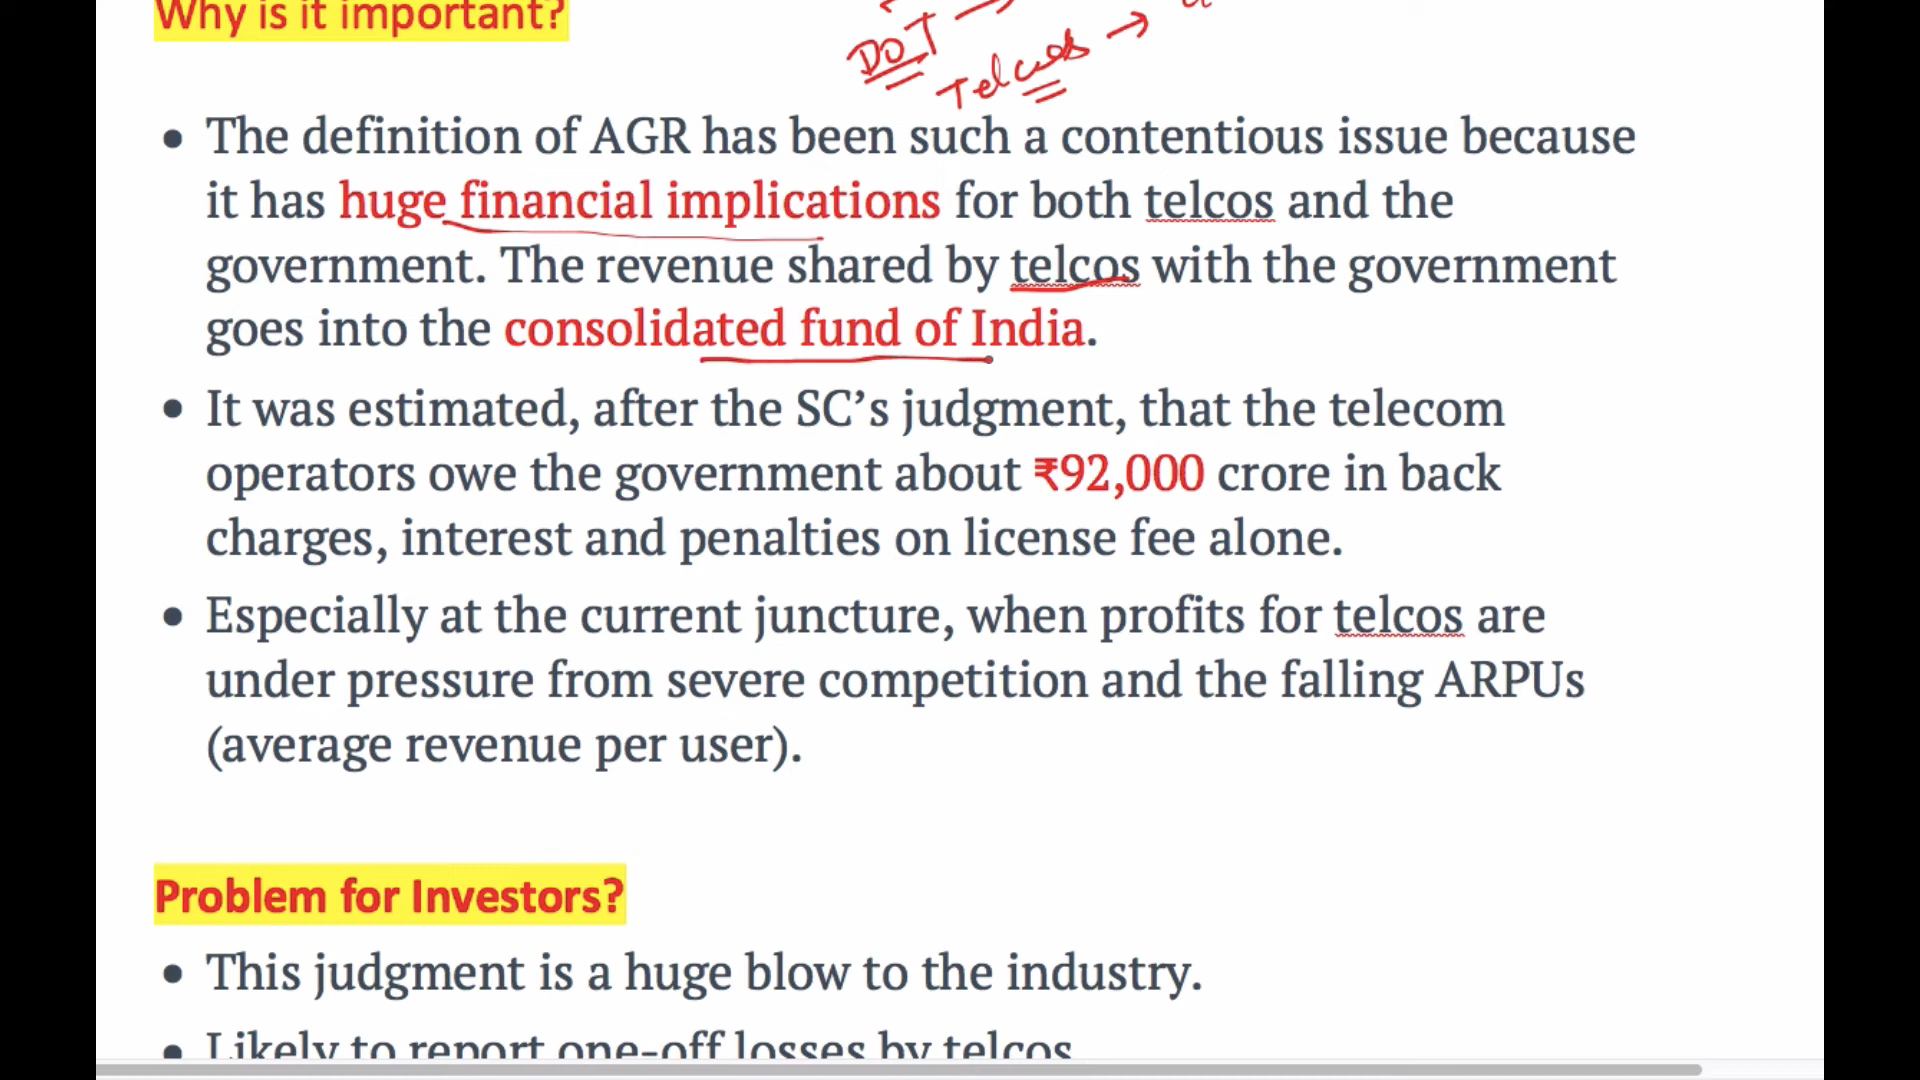 Why is it important?
DOT →
Telcos →
• The definition of AGR has been such a contentious issue because
it has huge financial implications for both telcos and the
government. The revenue shared by telcos with the government
goes into the consolidated fund of India.
• It was estimated, after the SC’s judgment, that the telecom
operators owe the government about ₹92,000 crore in back
charges, interest and penalties on license fee alone.
• Especially at the current juncture, when profits for telcos are
under pressure from severe competition and the falling ARPUs
(average revenue per user).
Problem for Investors?
• This judgment is a huge blow to the industry.
• Likely to report one-off losses by telcos